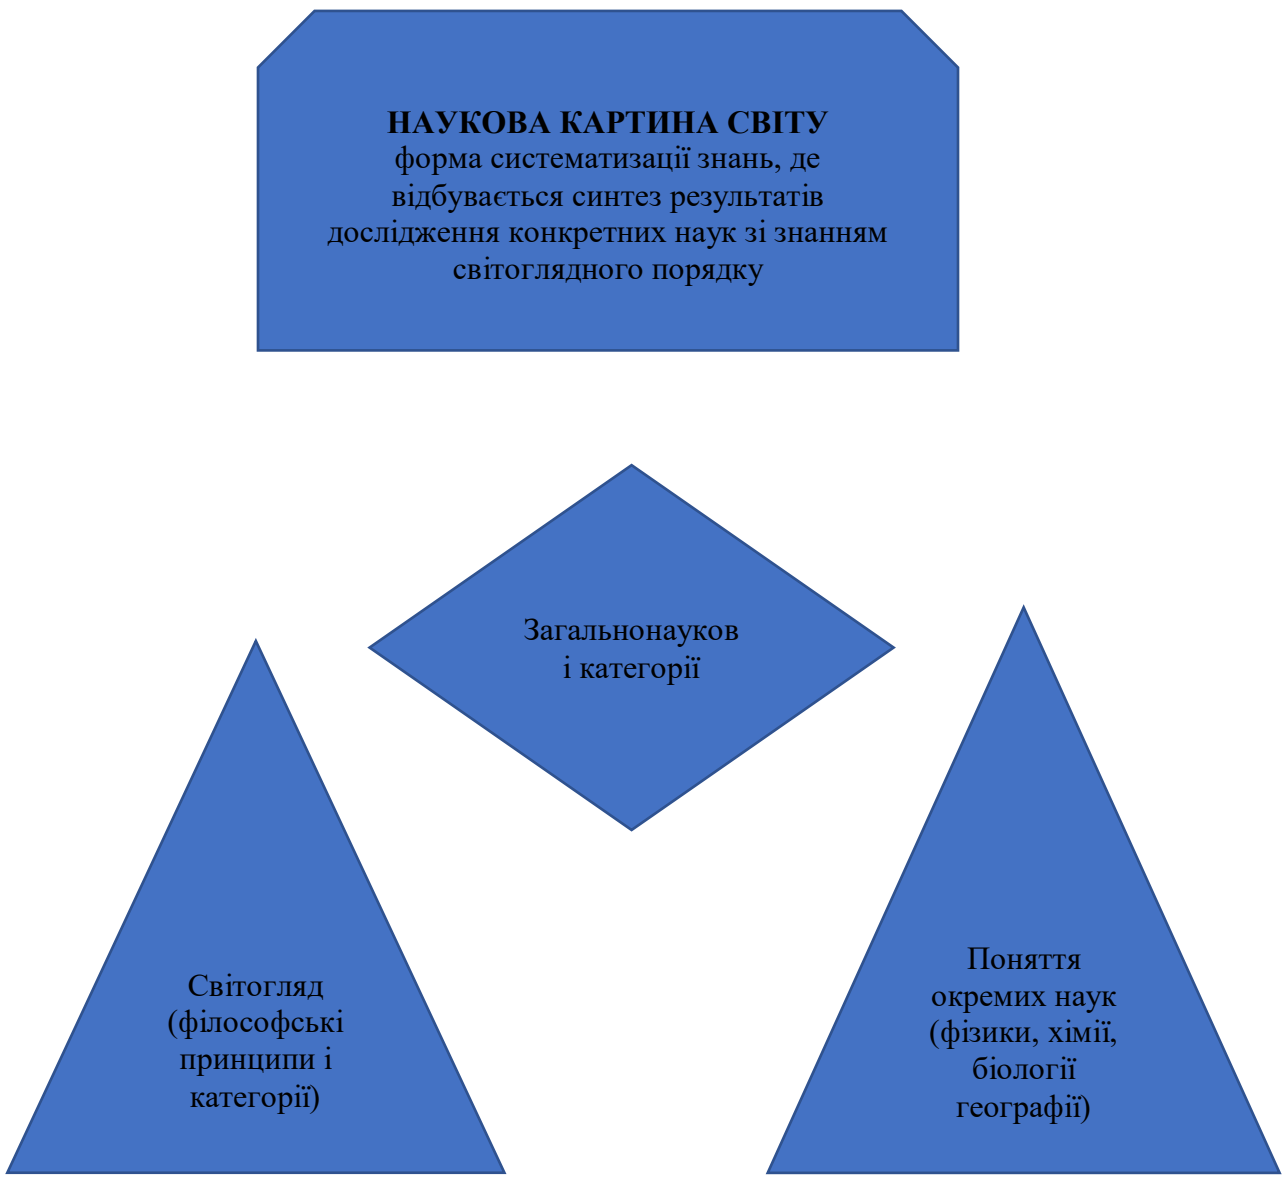 НАУКОВА КАРТИНА СВІТУ
форма систематизації знань, де
відбувається синтез результатів
дослідження конкретних наук зі знанням
світоглядного порядку
Загальнонауков
і категорії
Світогляд
(філософські
принципи і
категорії)
Поняття
окремих наук
(фізики, хімії,
біології
географії)